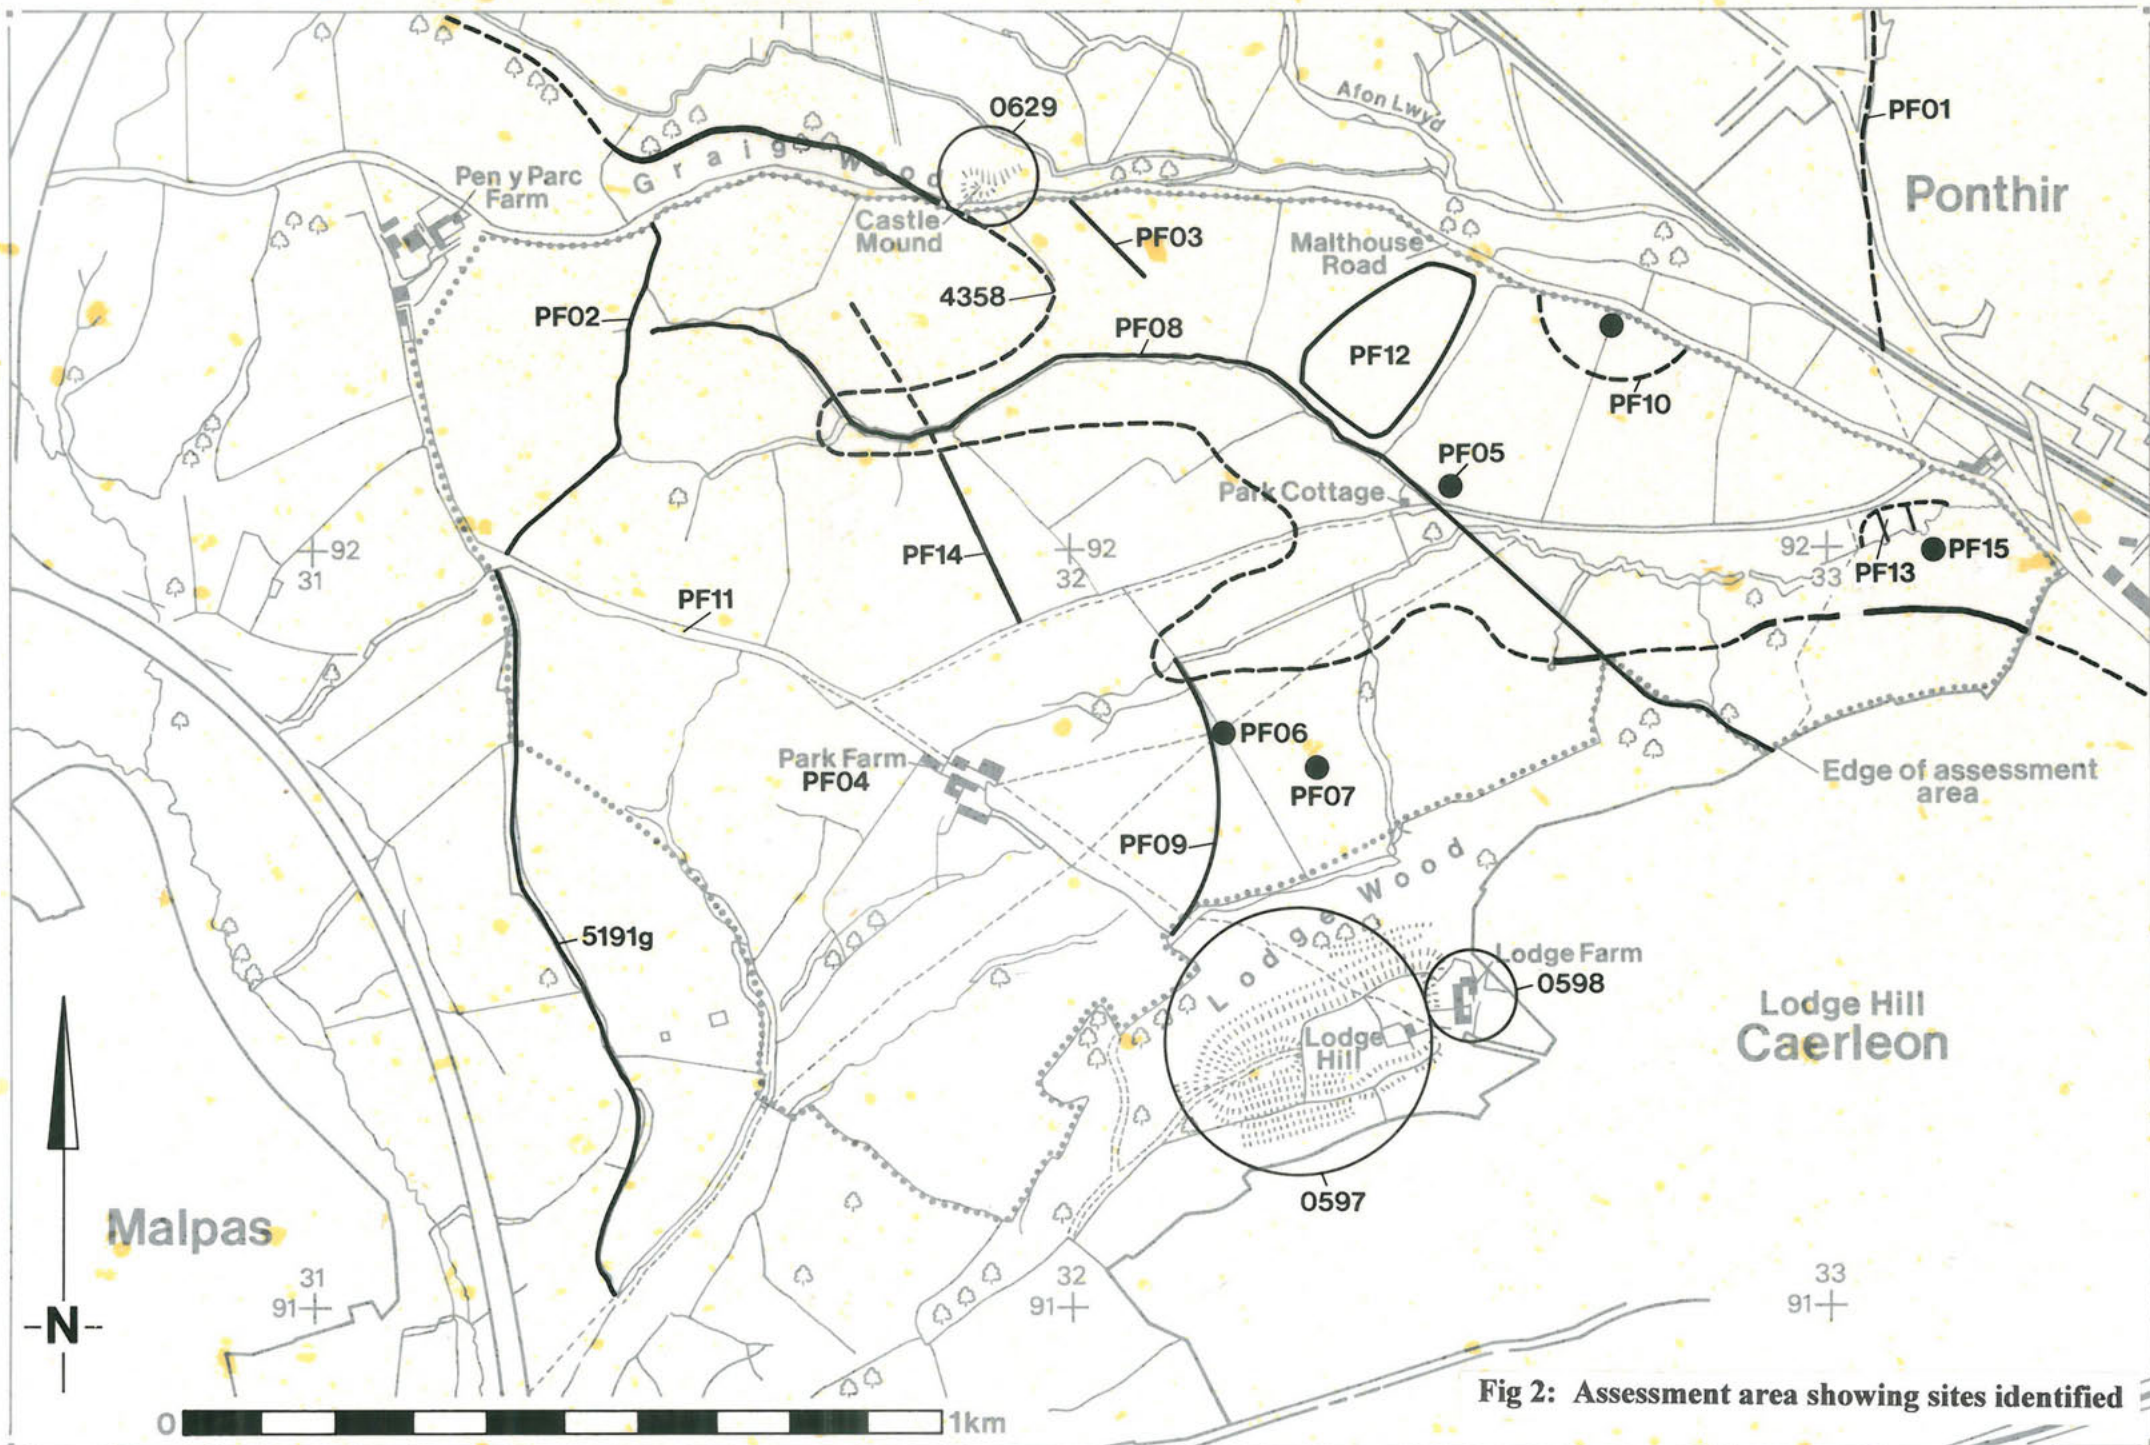 0629
Afon Lwyd
PF01
Ponthir
Pen y Parc
Farm
Graig Wood
Castle
Mound
PF03
Malthouse
Road
4358
PF02
PF08
PF12
PF10
PF05
Park Cottage
92
31
PF14
92
32
92
33
PF13
PF15
PF11
PF06
Park Farm
PF04
PF07
Edge of assessment
area
PF09
Lodge Wood
5191g
Lodge Farm
0598
Lodge
Hill
Lodge Hill
Caerleon
0597
Malpas
31
91
32
91
33
91
-N-
0
1km
Fig 2: Assessment area showing sites identified